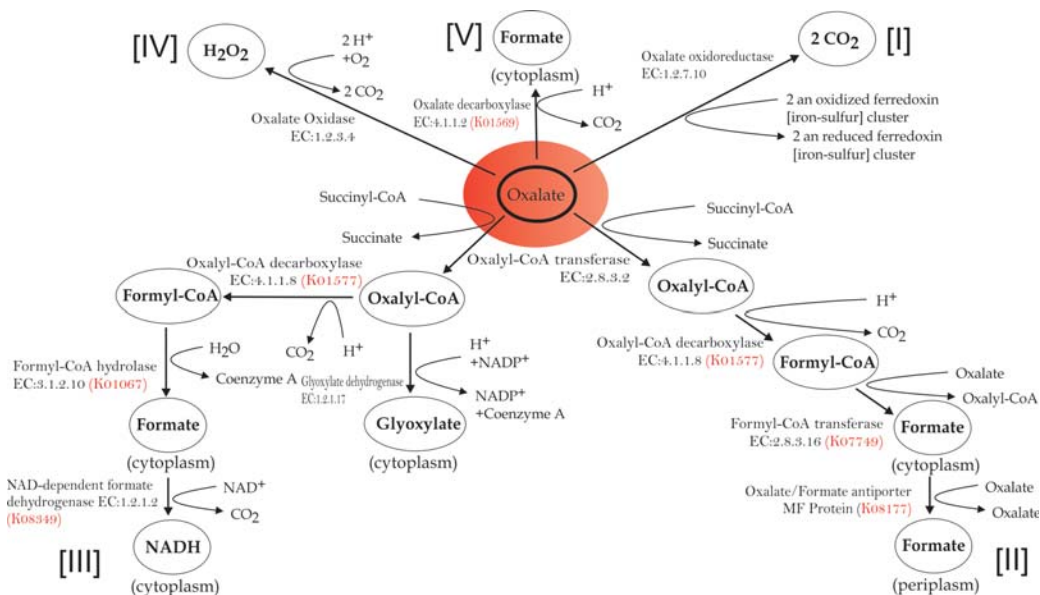 [IV]
H2O2
2 H+
+O2
2 CO2
Oxalate Oxidase
EC:1.2.3.4
[V]
Formate
(cytoplasm)
Oxalate decarboxylase
EC:4.1.1.2 (K01569)
H+
CO2
2 CO2
[I]
Oxalate oxidoreductase
EC:1.2.7.10
2 an oxidized ferredoxin
[iron-sulfur] cluster
2 an reduced ferredoxin
[iron-sulfur] cluster
Oxalate
Succinyl-CoA
Succinate
Succinyl-CoA
Succinate
Oxalyl-CoA transferase
EC:2.8.3.2
Oxalyl-CoA decarboxylase
EC:4.1.1.8 (K01577)
Formyl-CoA
Oxalyl-CoA
CO2
H+
Formyl-CoA hydrolase
EC:3.1.2.10 (K01067)
H2O
Coenzyme A
Glyoxylate dehydrogenase
EC:1.2.1.17
H+
+NADP+
NADP+
+Coenzyme A
Formate
(cytoplasm)
Glyoxylate
(cytoplasm)
NAD-dependent formate
dehydrogenase EC:1.2.1.2
(K08349)
NAD+
CO2
[III]
NADH
(cytoplasm)
Oxalyl-CoA
H+
CO2
Oxalyl-CoA decarboxylase
EC:4.1.1.8 (K01577)
Formyl-CoA
Oxalate
Oxalyl-CoA
Formyl-CoA transferase
EC:2.8.3.16 (K07749)
Formate
(cytoplasm)
Oxalate/Formate antiporter
MF Protein (K08177)
Oxalate
Oxalate
Formate
(periplasm)
[II]